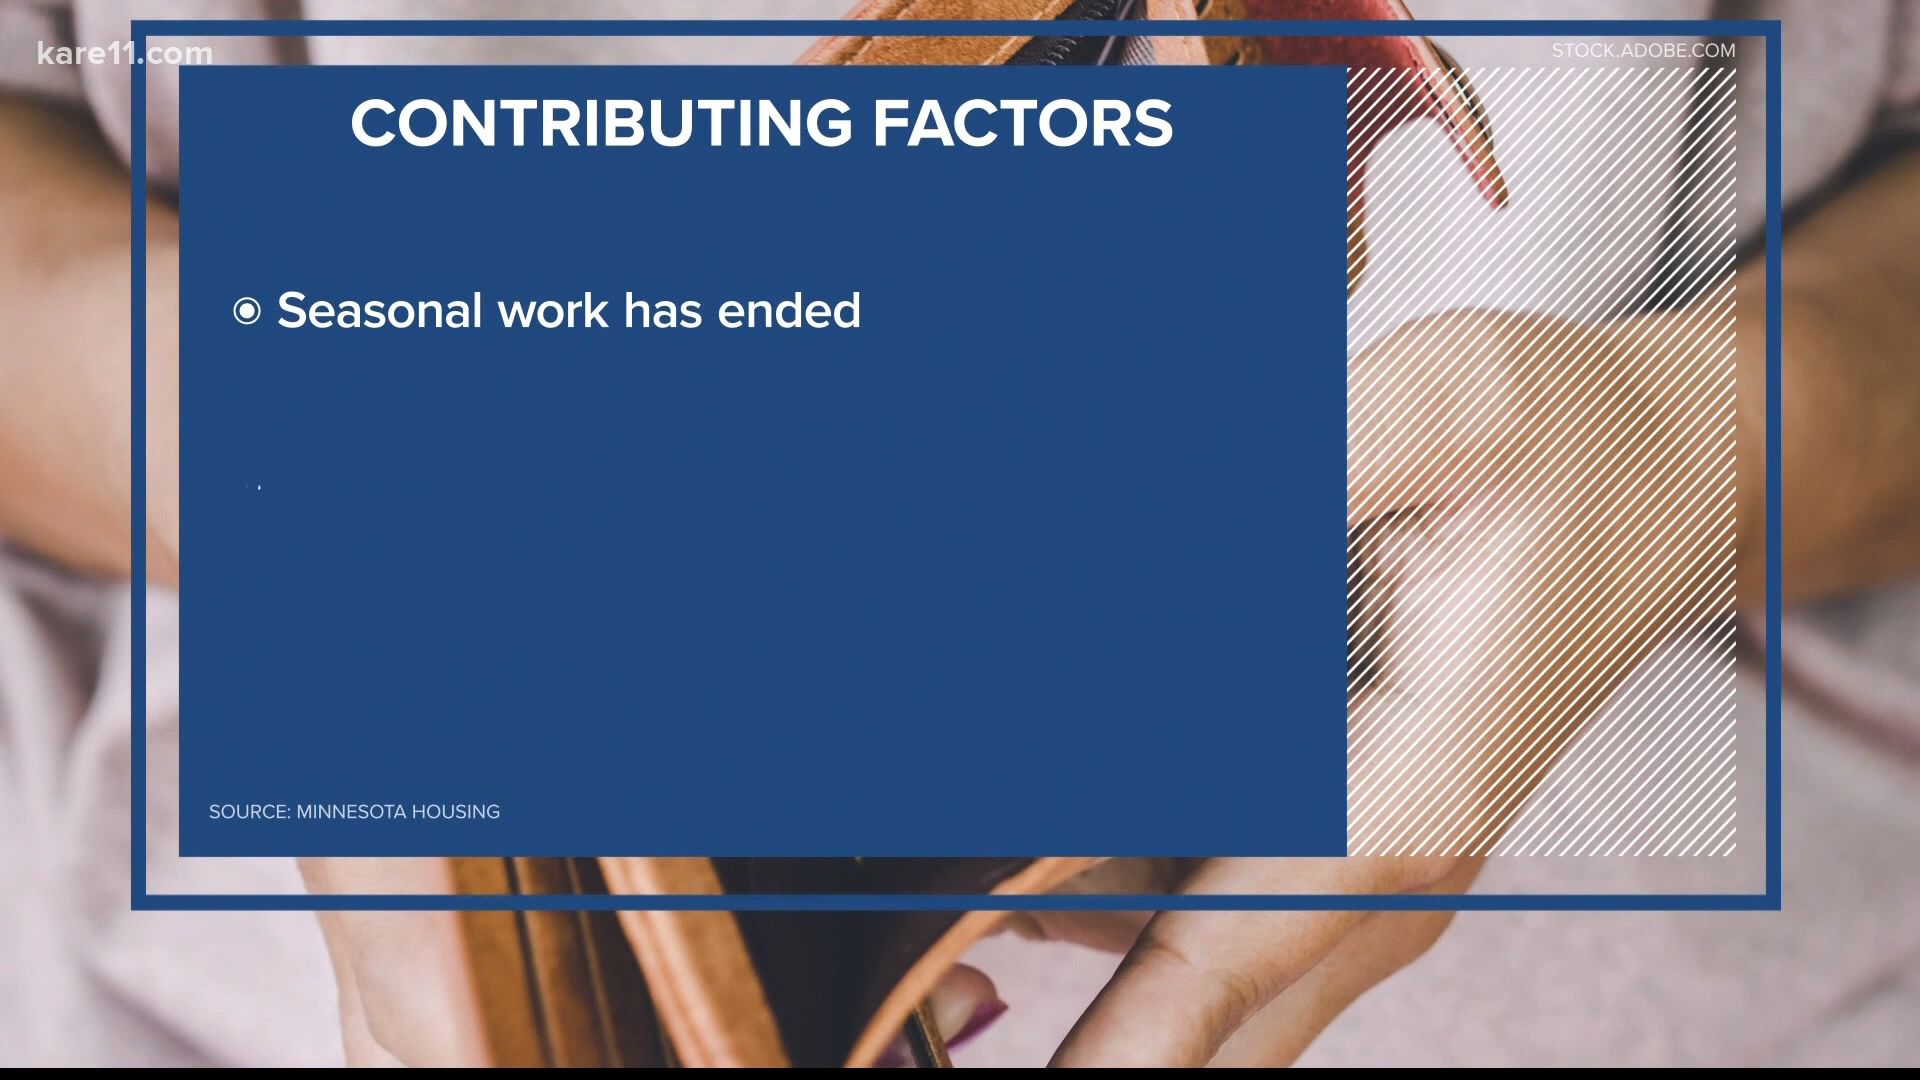 kare11.com
STOCK.ADOBE.COM
CONTRIBUTING FACTORS
Seasonal work has ended
SOURCE: MINNESOTA HOUSING